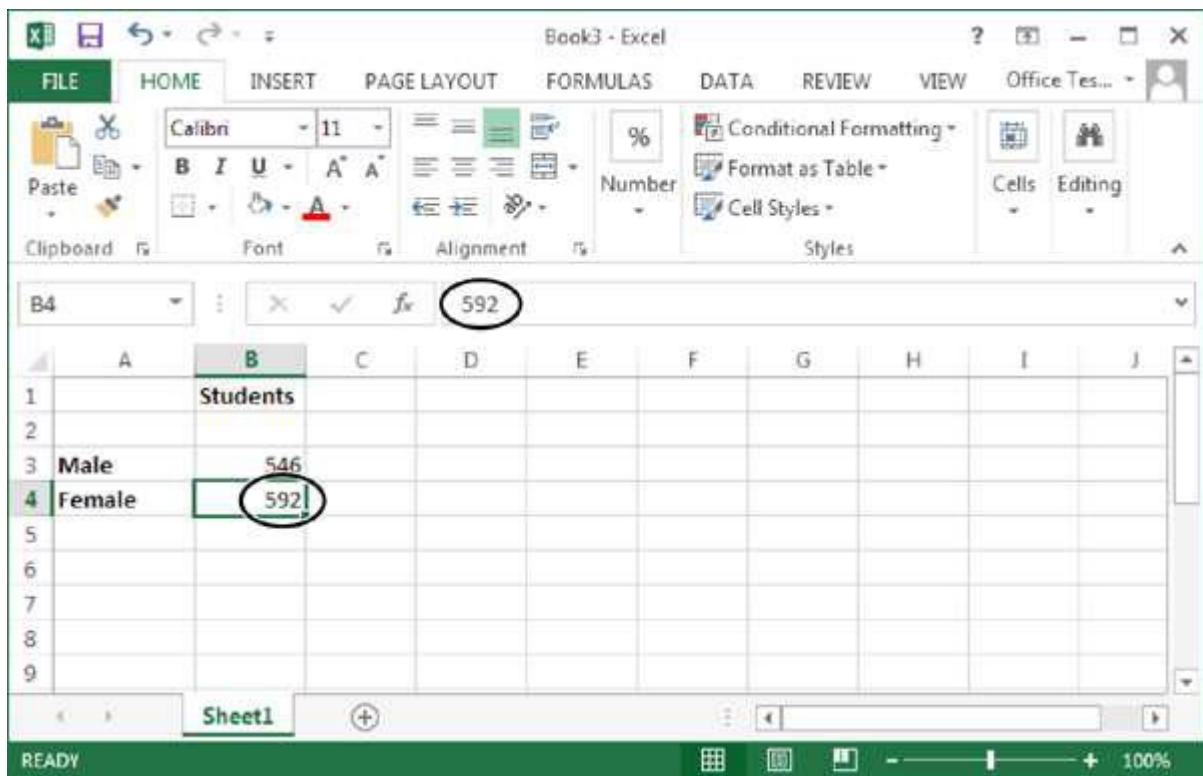 Book3 - Excel ?
FILE HOME INSERT PAGE LAYOUT FORMULAS DATA REVIEW VIEW Office Tes...
Calibri 11 % Conditional Formatting
Paste B I U A A Number Format as Table Cells Editing
A Cell Styles
Clipboard Font Alignment Styles
B4 fx 592
A B C D E F G H I J
1 Students
2
3 Male 546
4 Female 592
5
6
7
8
9
Sheet1
READY 100%